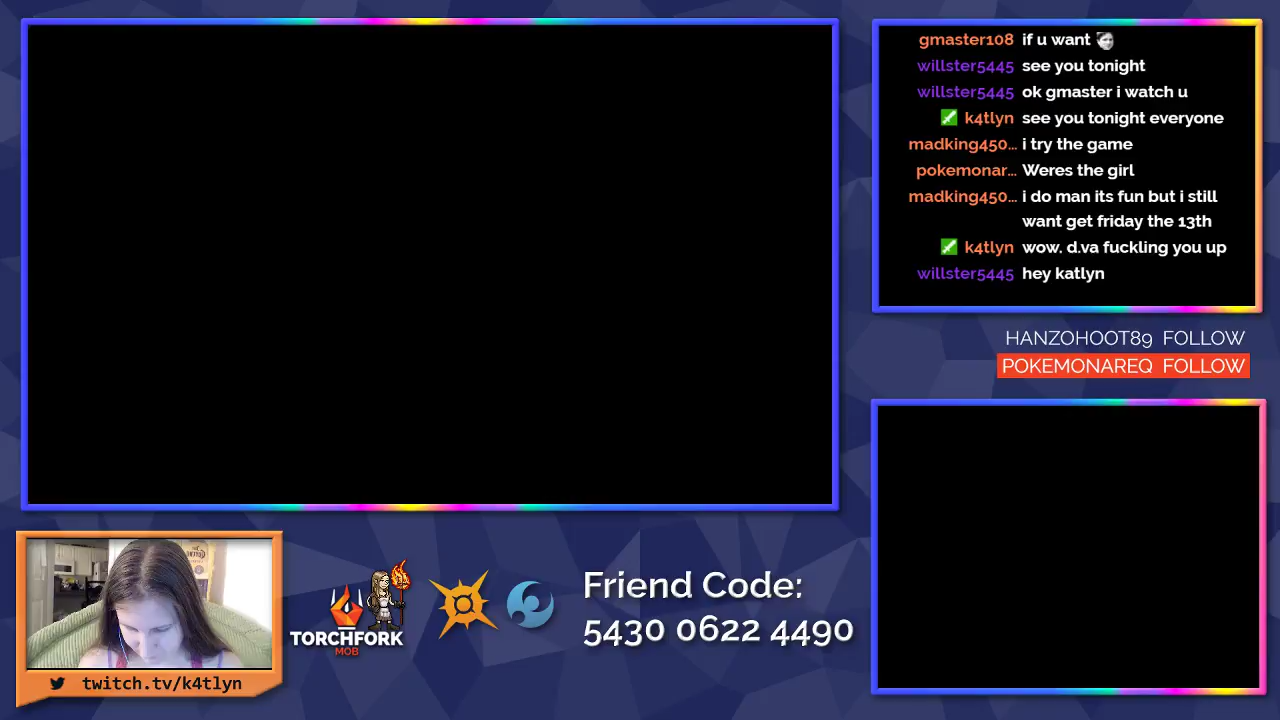 gmaster108 if u want
willster5445 see you tonight
willster5445 ok gmaster i watch u
k4tlyn see you tonight everyone
madking450... i try the game
pokemonar... Weres the girl
madking450... i do man its fun but i still
want get friday the 13th
k4tlyn wow. d.va fuckling you up
willster5445 hey katlyn
HANZOHOOT89 FOLLOW
POKEMONAREQ FOLLOW
TORCHFORK
MOB
Friend Code:
5430 0622 4490
twitch.tv/k4tlyn